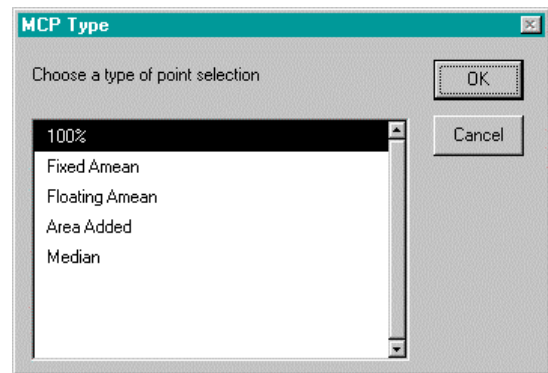 MCP Type
Choose a type of point selection
OK
100%
Cancel
Fixed Amean
Floating Amean
Area Added
Median